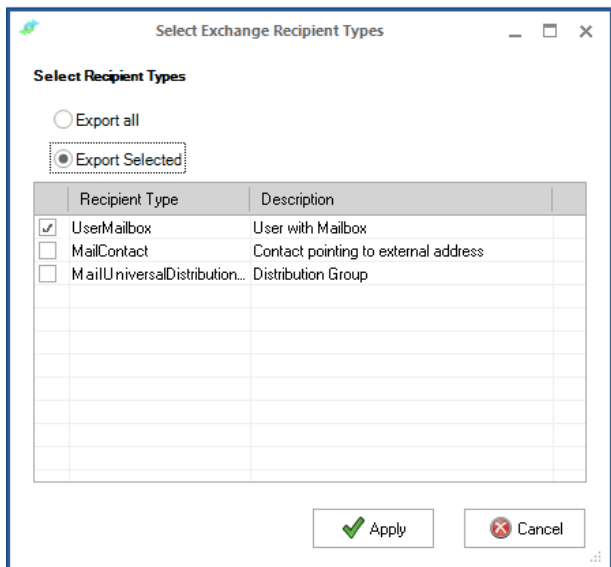 Select Exchange Recipient Types
Select Recipient Types
Export all
Export Selected
Recipient Type Description
UserMailbox User with Mailbox
MailContact Contact pointing to external address
MailUniversalDistribution... Distribution Group
Apply Cancel